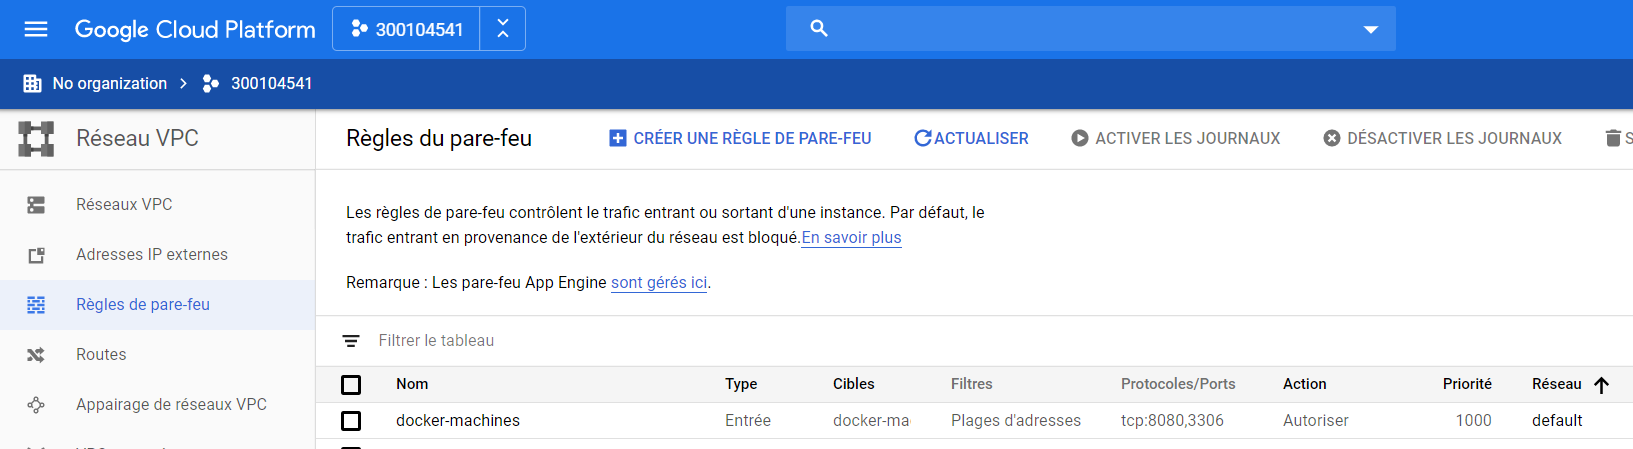 Google Cloud Platform
300104541
No organization
300104541
Réseau VPC
Règles du pare-feu
CRÉER UNE RÈGLE DE PARE-FEU
ACTUALISER
ACTIVER LES JOURNAUX
DÉSACTIVER LES JOURNAUX
S
Réseaux VPC
Adresses IP externes
Règles de pare-feu
Routes
Appairage de réseaux VPC
Les règles de pare-feu contrôlent le trafic entrant ou sortant d'une instance. Par défaut, le
trafic entrant en provenance de l'extérieur du réseau est bloqué.En savoir plus
Remarque : Les pare-feu App Engine sont gérés ici.
Filtrer le tableau
Nom Type Cibles Filtres Protocoles/Ports Action Priorité Réseau
docker-machines Entrée docker-ma Plages d'adresses tcp:8080,3306 Autoriser 1000 default